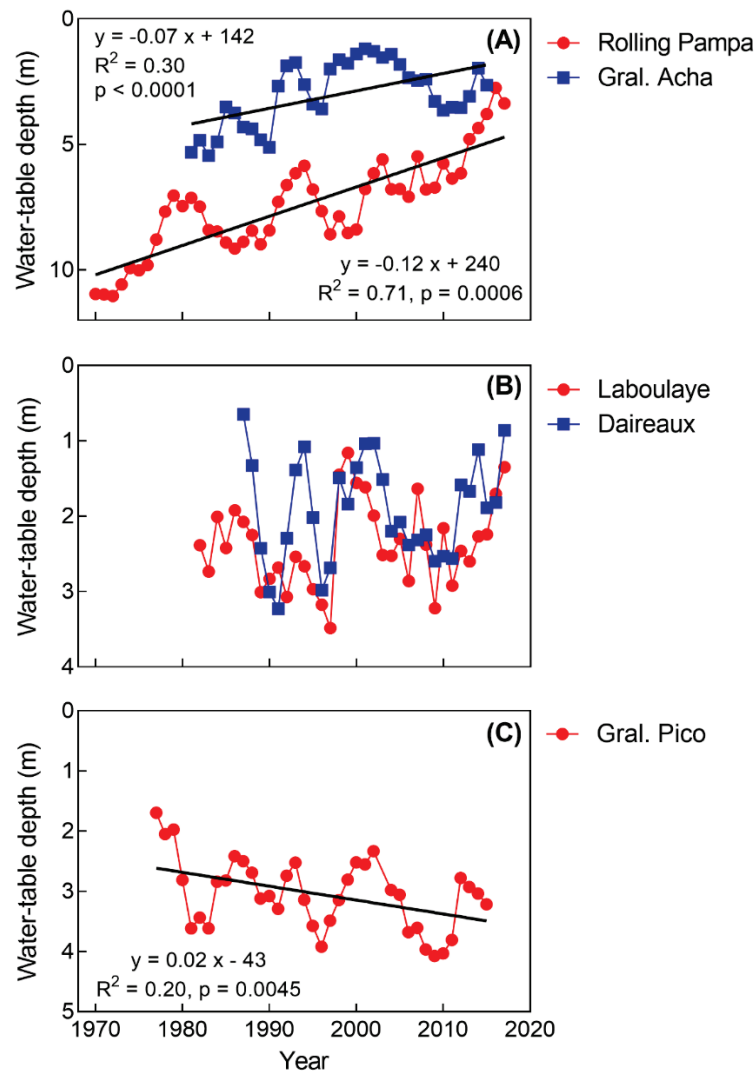 0
y = -0.07 x + 142
R² = 0.30
p < 0.0001
(A)
Rolling Pampa
Gral. Acha
Water-table depth (m)
5
10
y = -0.12 x + 240
R² = 0.71, p = 0.0006
0
(B)
Laboulaye
Daireaux
1
Water-table depth (m)
2
3
4
0
(C)
Gral. Pico
1
Water-table depth (m)
2
3
4
y = 0.02 x - 43
R² = 0.20, p = 0.0045
5
1970 1980 1990 2000 2010 2020
Year